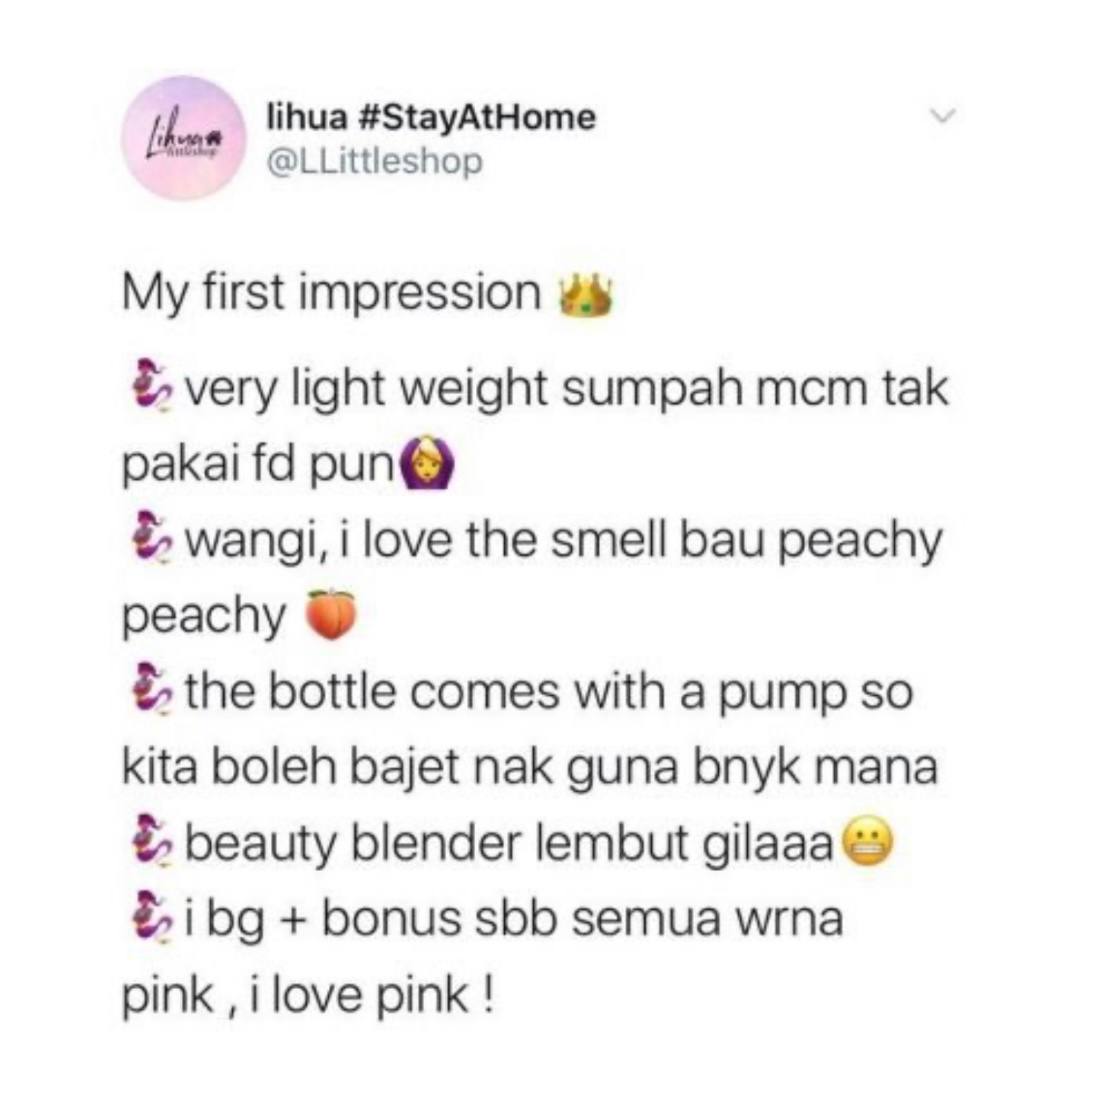 Lihua
littleshop
lihua #StayAtHome
@LLittleshop
My first impression 👑
🧜‍♀️ very light weight sumpah mcm tak
pakai fd pun🙆‍♀️
🧜‍♀️ wangi, i love the smell bau peachy
peachy 🍑
🧜‍♀️ the bottle comes with a pump so
kita boleh bajet nak guna bnyk mana
🧜‍♀️ beauty blender lembut gilaaa😬
🧜‍♀️ i bg + bonus sbb semua wrna
pink , i love pink !